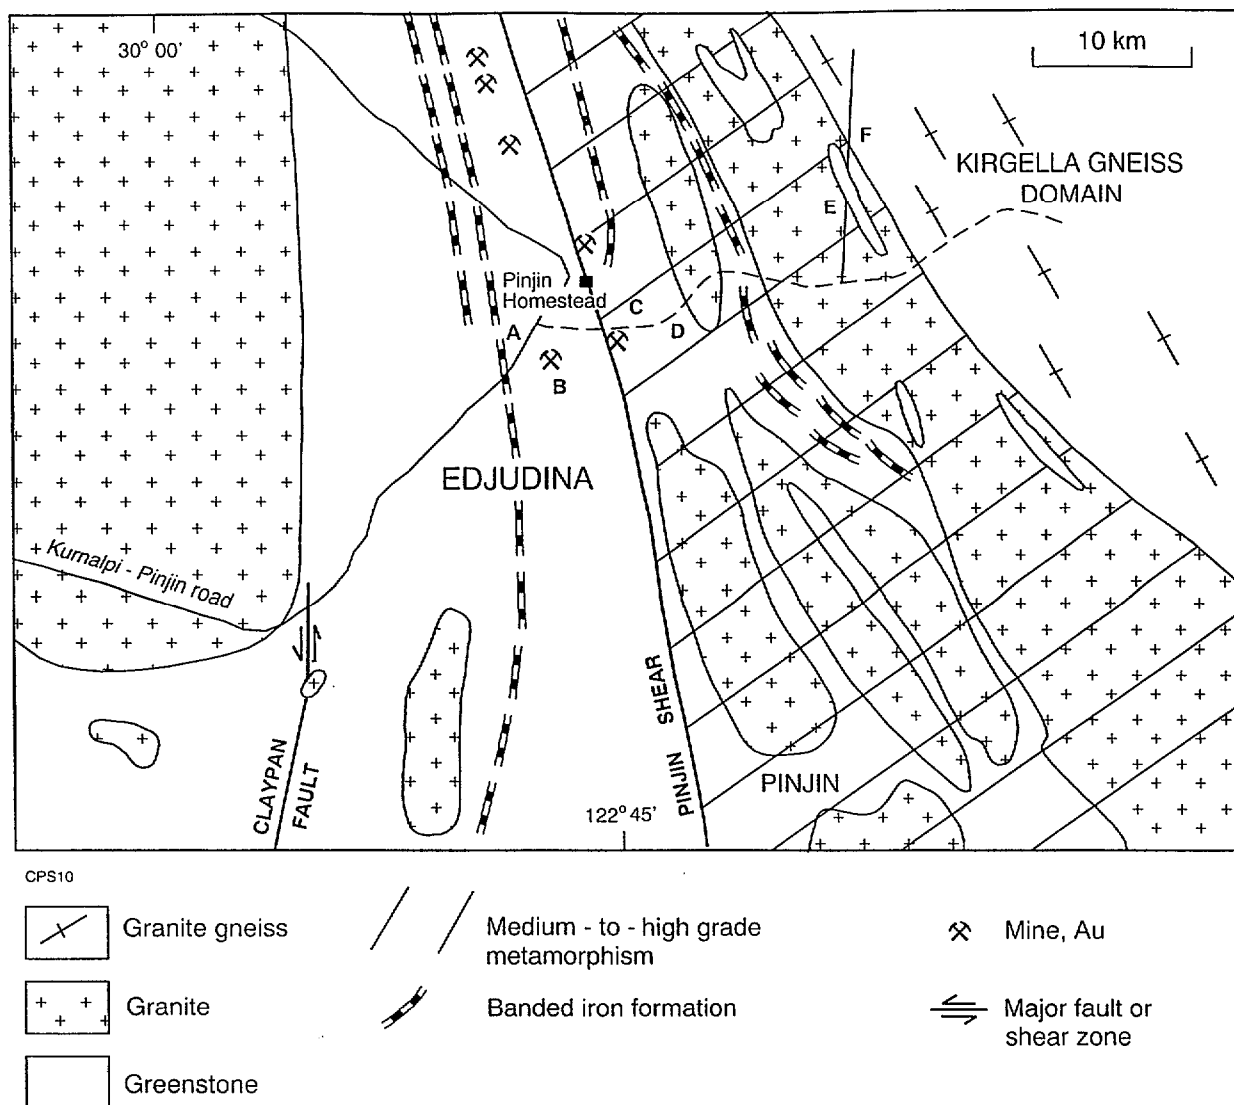 30° 00'
10 km
F
KIRGELLA GNEISS
DOMAIN
E
Pinjin
Homestead
C
A
D
B
EDJUDINA
Kurnalpi - Pinjin road
PINJIN SHEAR
CLAYPAN
FAULT
PINJIN
122° 45'
CPS10
Granite gneiss
Medium - to - high grade
metamorphism
Mine, Au
Granite
Banded iron formation
Major fault or
shear zone
Greenstone